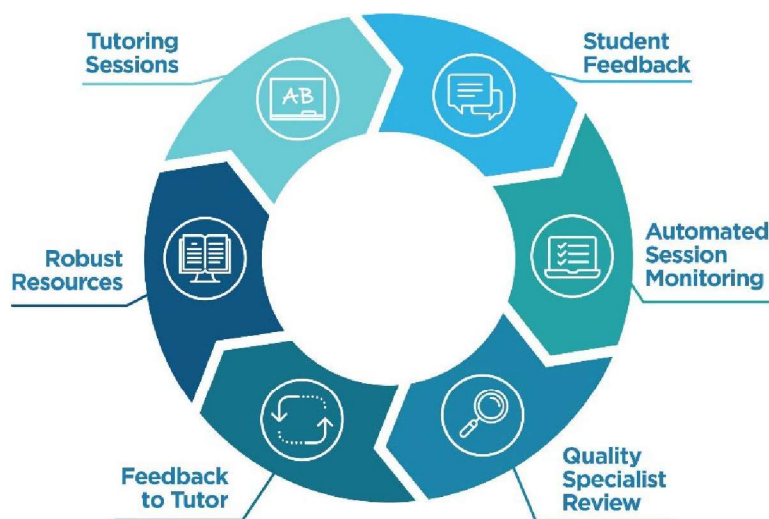 Tutoring
Sessions
AB
Student
Feedback
Automated
Session
Monitoring
Quality
Specialist
Review
Feedback
to Tutor
Robust
Resources